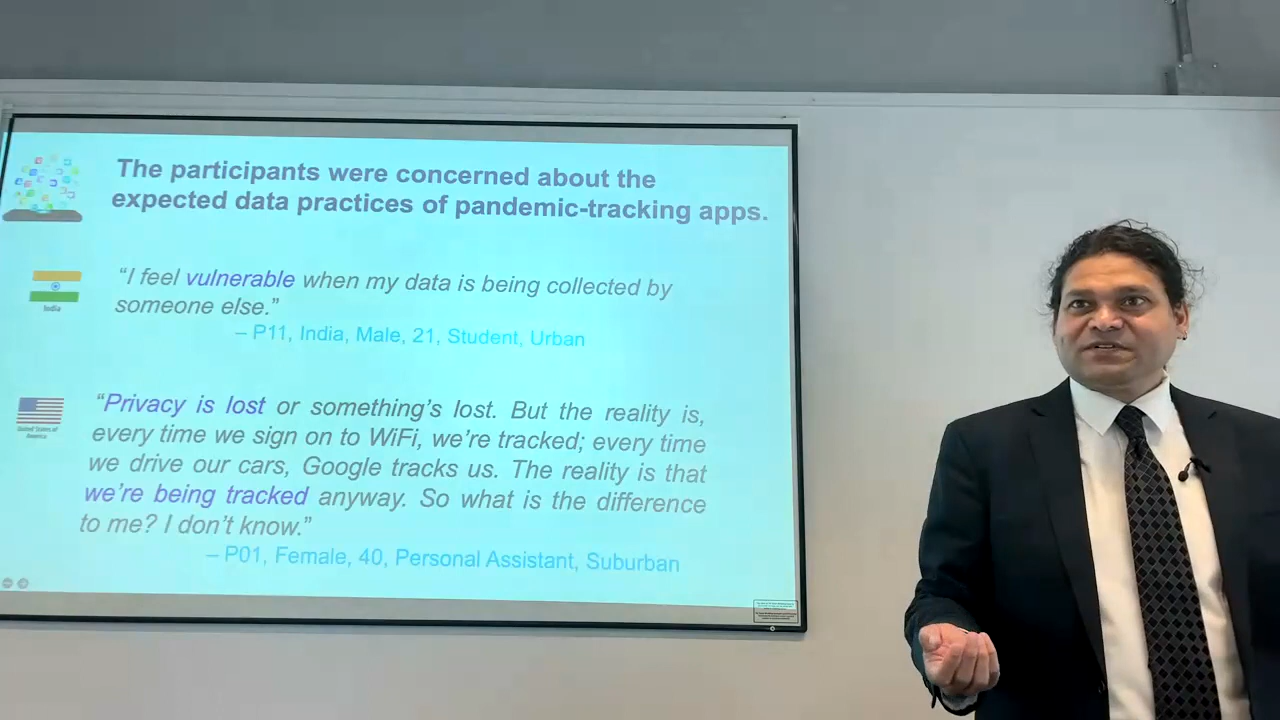 The participants were concerned about the
expected data practices of pandemic-tracking apps.
“I feel vulnerable when my data is being collected by
someone else.”
India
– P11, India, Male, 21, Student, Urban
“Privacy is lost or something’s lost. But the reality is,
every time we sign on to WiFi, we’re tracked; every time
we drive our cars, Google tracks us. The reality is that
we’re being tracked anyway. So what is the difference
to me? I don’t know.”
United States of
America
– P01, Female, 40, Personal Assistant, Suburban